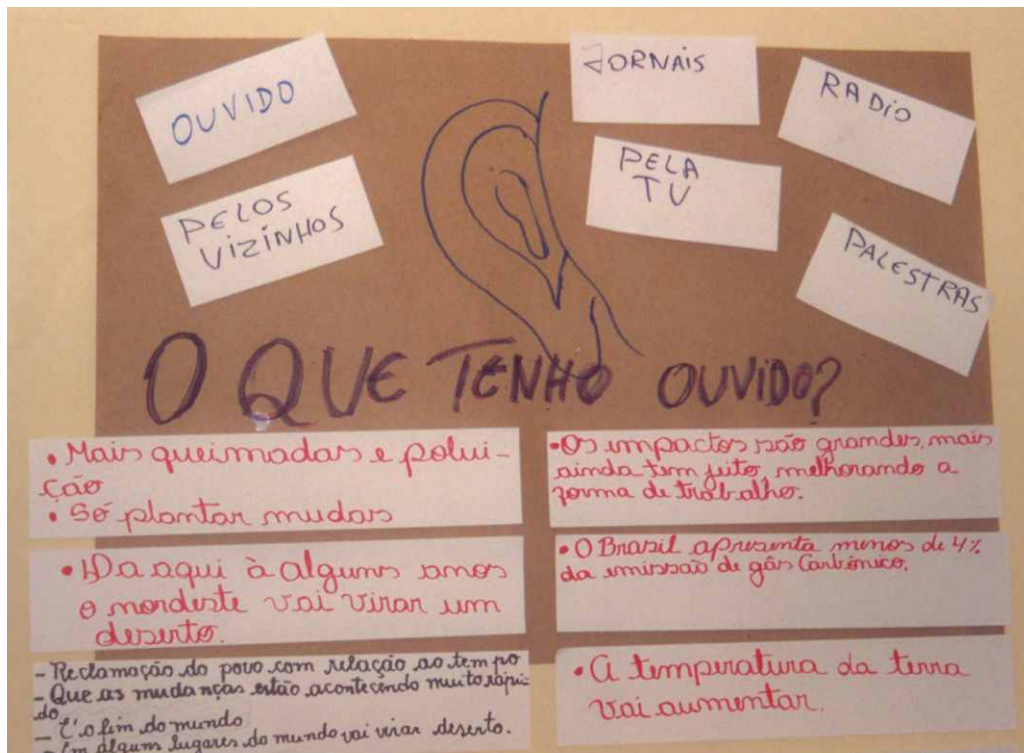 OUVIDO
PELOS
VIZINHOS
JORNAIS
PELA
TV
RADIO
PALESTRAS
O QUE TENHO OUVIDO?
• Mais queimadas e polui-
ção
• Só plantar mudas
• Da aqui à alguns anos
o nordeste vai virar um
deserto.
- Reclamação do povo com relação ao tempo
- Que as mudanças estão acontecendo muito rápi-
do
- É o fim do mundo
- Em alguns lugares do mundo vai virar deserto.
• Os impactos são grandes, mais
ainda tem jeito, melhorando a
forma de trabalho.
• O Brasil apresenta menos de 4%
da emissão de gás Carbônico.
• A temperatura da terra
vai aumentar.